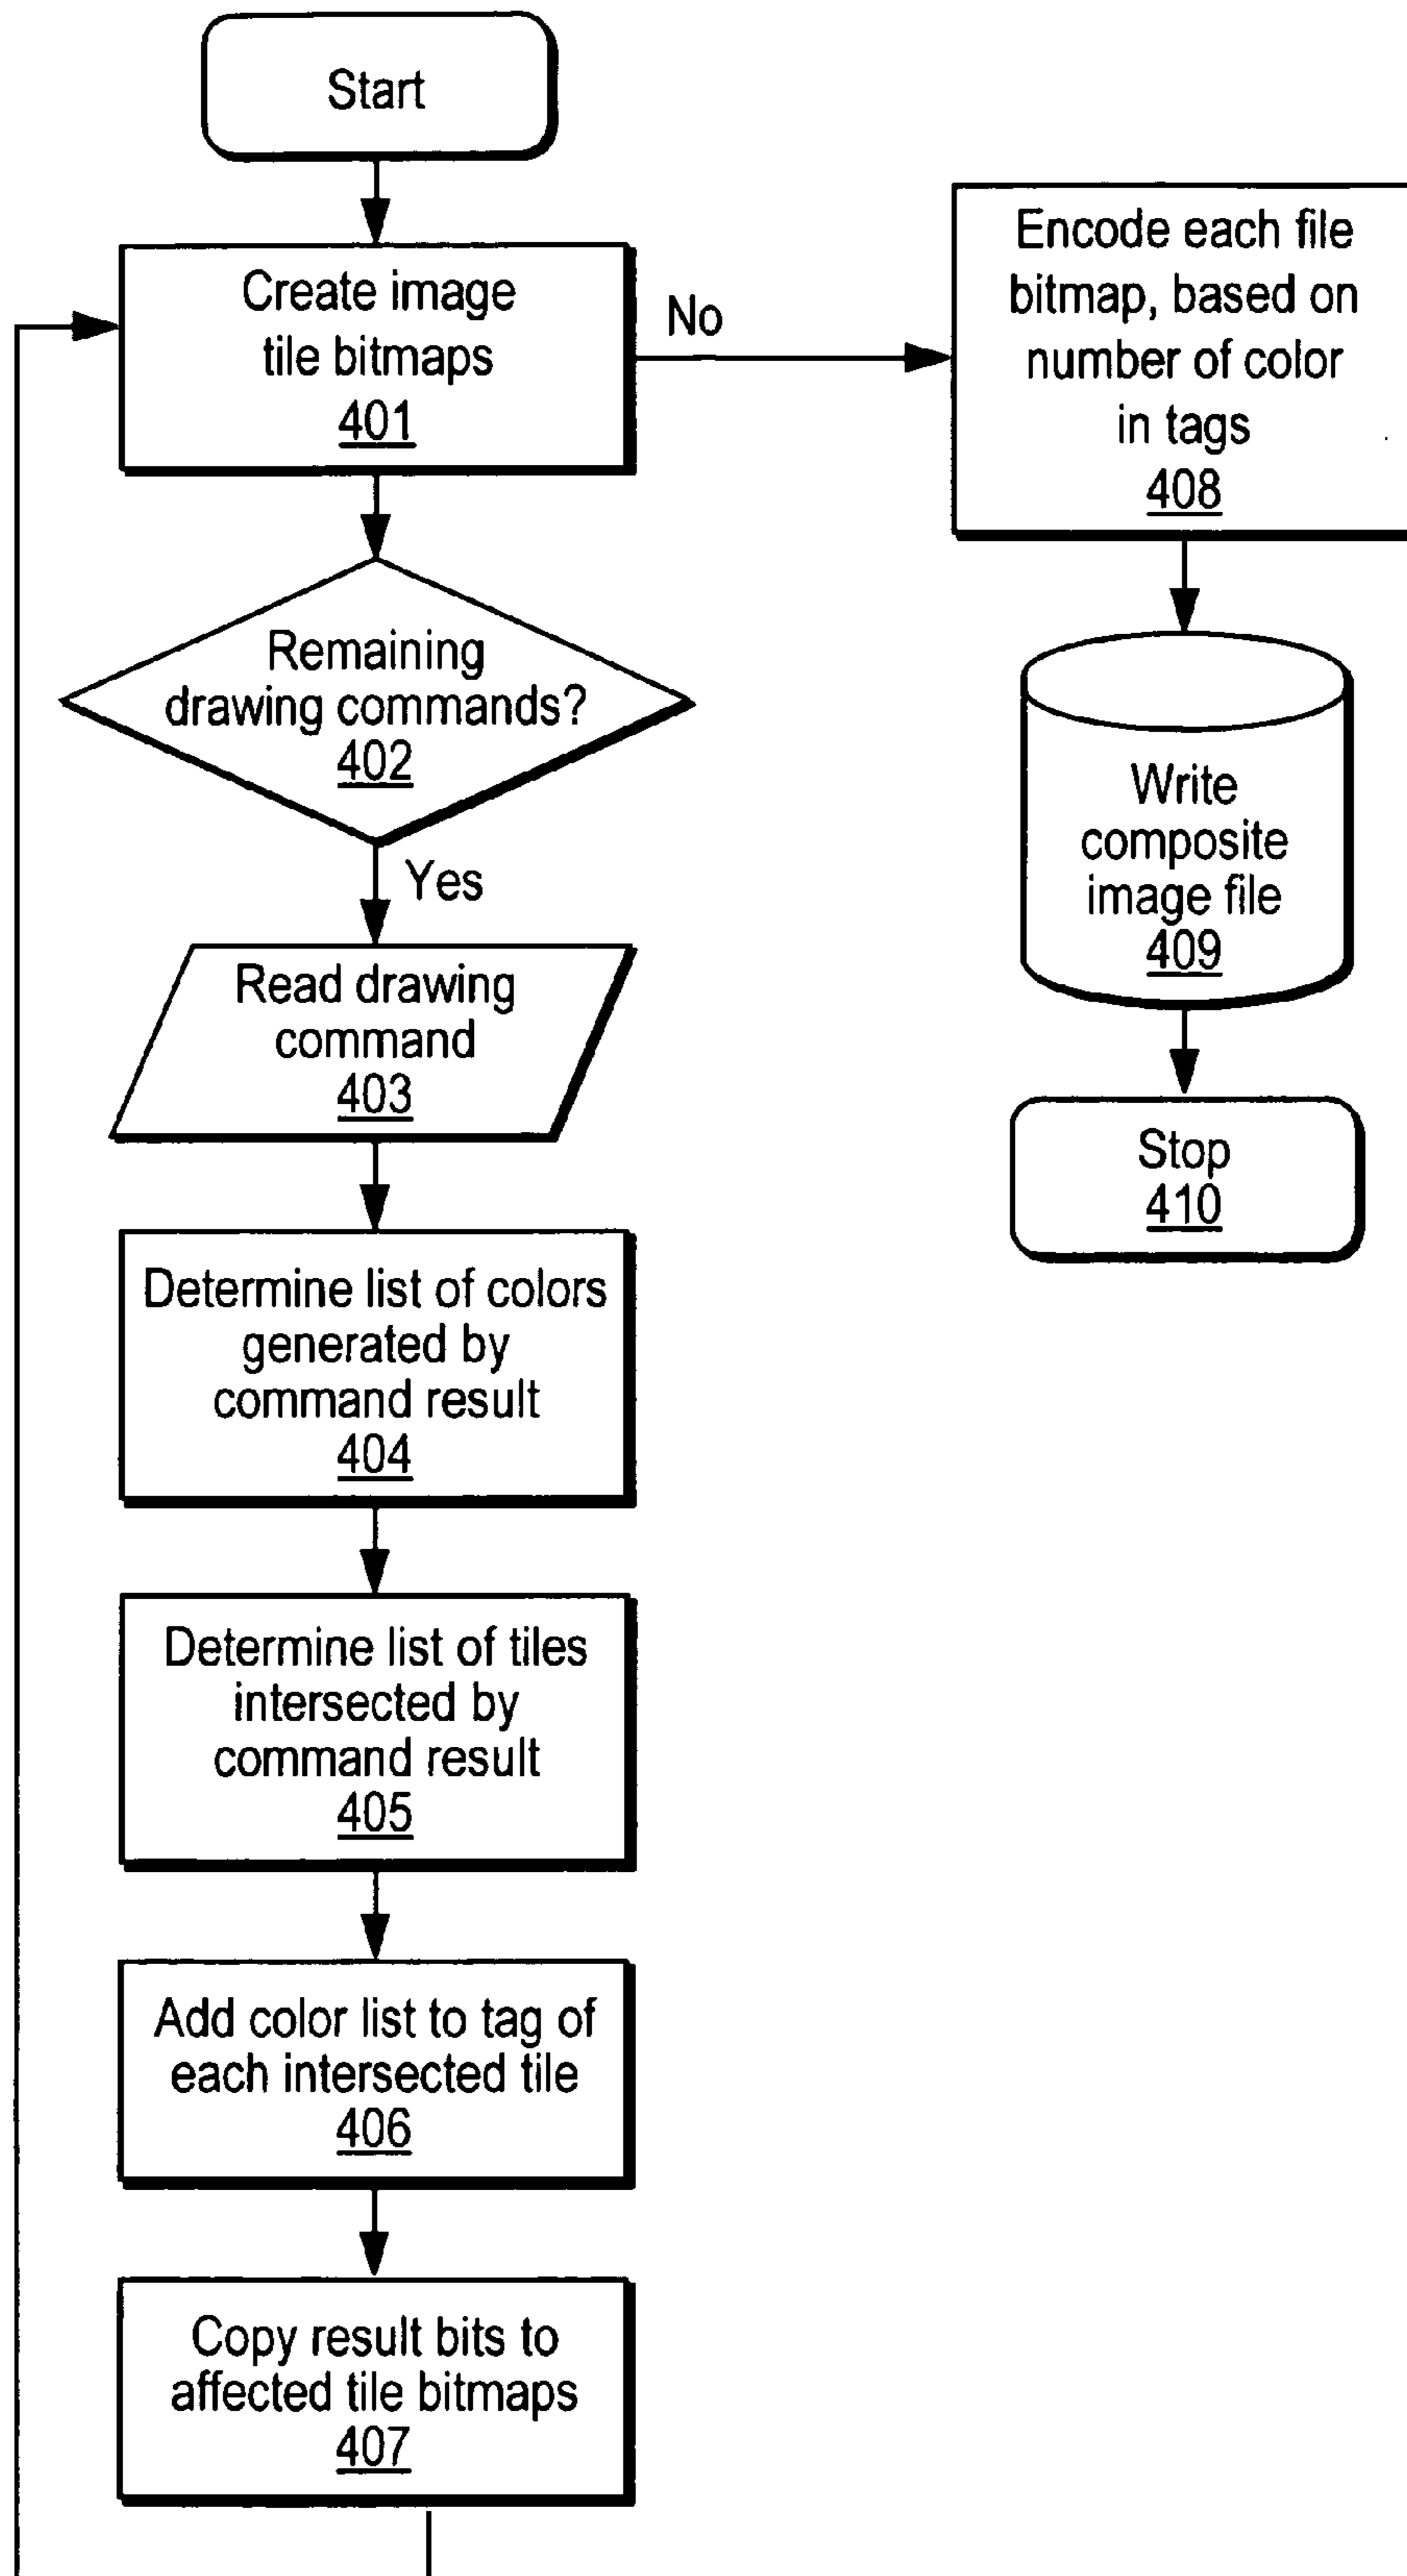 Start
Create image
tile bitmaps
401
No
Remaining
drawing commands?
402
Yes
Read drawing
command
403
Determine list of colors
generated by
command result
404
Determine list of tiles
intersected by
command result
405
Add color list to tag of
each intersected tile
406
Copy result bits to
affected tile bitmaps
407
Encode each file
bitmap, based on
number of color
in tags
408
Write
composite
image file
409
Stop
410